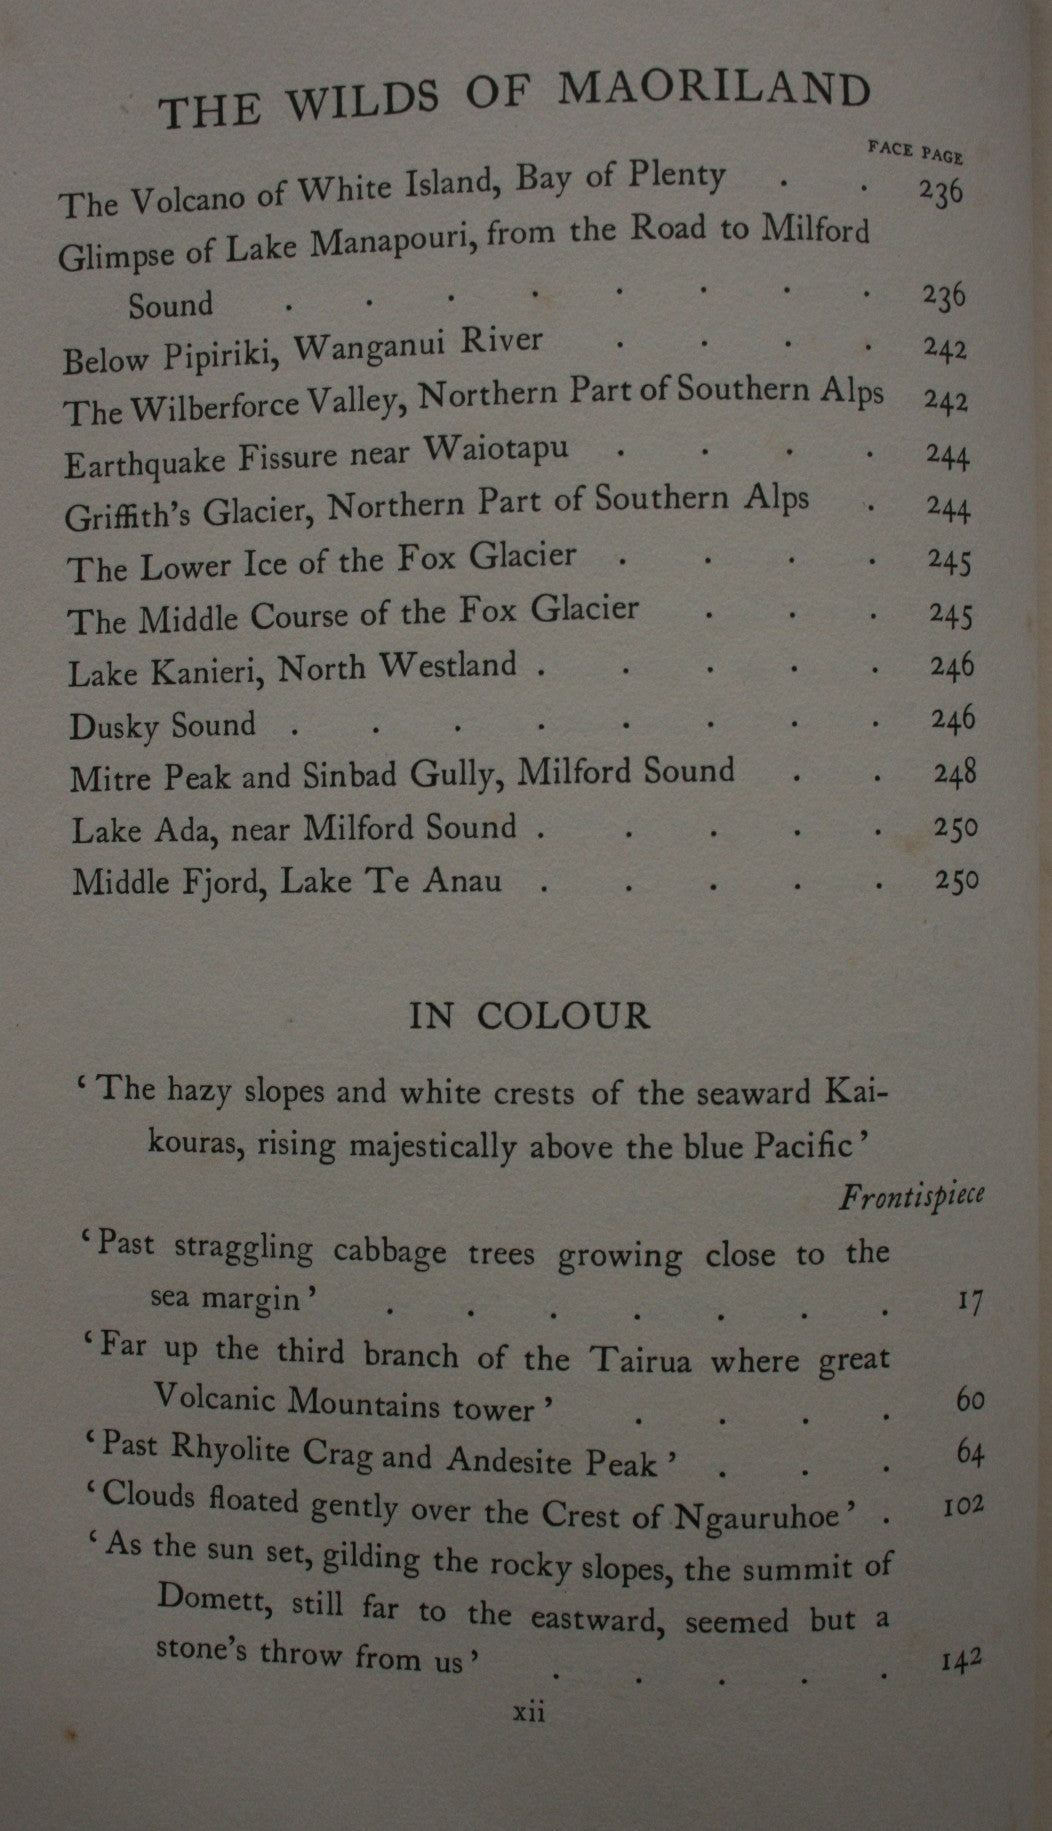 THE WILDS OF MAORILAND
FACE PAGE
The Volcano of White Island, Bay of Plenty . . 236
Glimpse of Lake Manapouri, from the Road to Milford
Sound . . . . . . . . 236
Below Pipiriki, Wanganui River . . . . 242
The Wilberforce Valley, Northern Part of Southern Alps 242
Earthquake Fissure near Waiotapu . . . . 244
Griffith's Glacier, Northern Part of Southern Alps . 244
The Lower Ice of the Fox Glacier . . . . 245
The Middle Course of the Fox Glacier . . . 245
Lake Kanieri, North Westland . . . . . 246
Dusky Sound . . . . . . . . 246
Mitre Peak and Sinbad Gully, Milford Sound . . 248
Lake Ada, near Milford Sound . . . . . 250
Middle Fjord, Lake Te Anau . . . . . 250
IN COLOUR
‘The hazy slopes and white crests of the seaward Kai-
kouras, rising majestically above the blue Pacific’
Frontispiece
‘Past straggling cabbage trees growing close to the
sea margin’ . . . . . . . 17
‘Far up the third branch of the Tairua where great
Volcanic Mountains tower’ . . . . 60
‘Past Rhyolite Crag and Andesite Peak’ . . . 64
‘Clouds floated gently over the Crest of Ngauruhoe’ . 102
‘As the sun set, gilding the rocky slopes, the summit of
Domett, still far to the eastward, seemed but a
stone's throw from us’ . . . . . 142
xii